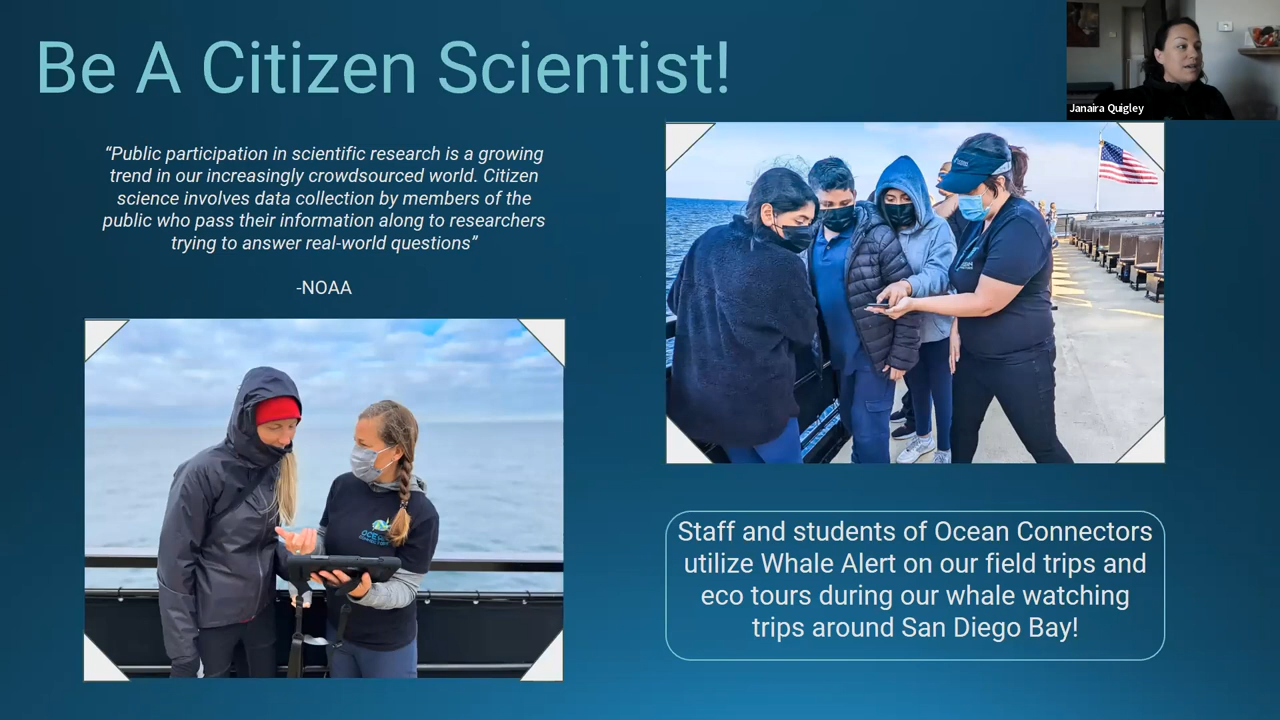 Be A Citizen Scientist!
Janaira Quigley
“Public participation in scientific research is a growing
trend in our increasingly crowdsourced world. Citizen
science involves data collection by members of the
public who pass their information along to researchers
trying to answer real-world questions”
-NOAA
Staff and students of Ocean Connectors
utilize Whale Alert on our field trips and
eco tours during our whale watching
trips around San Diego Bay!